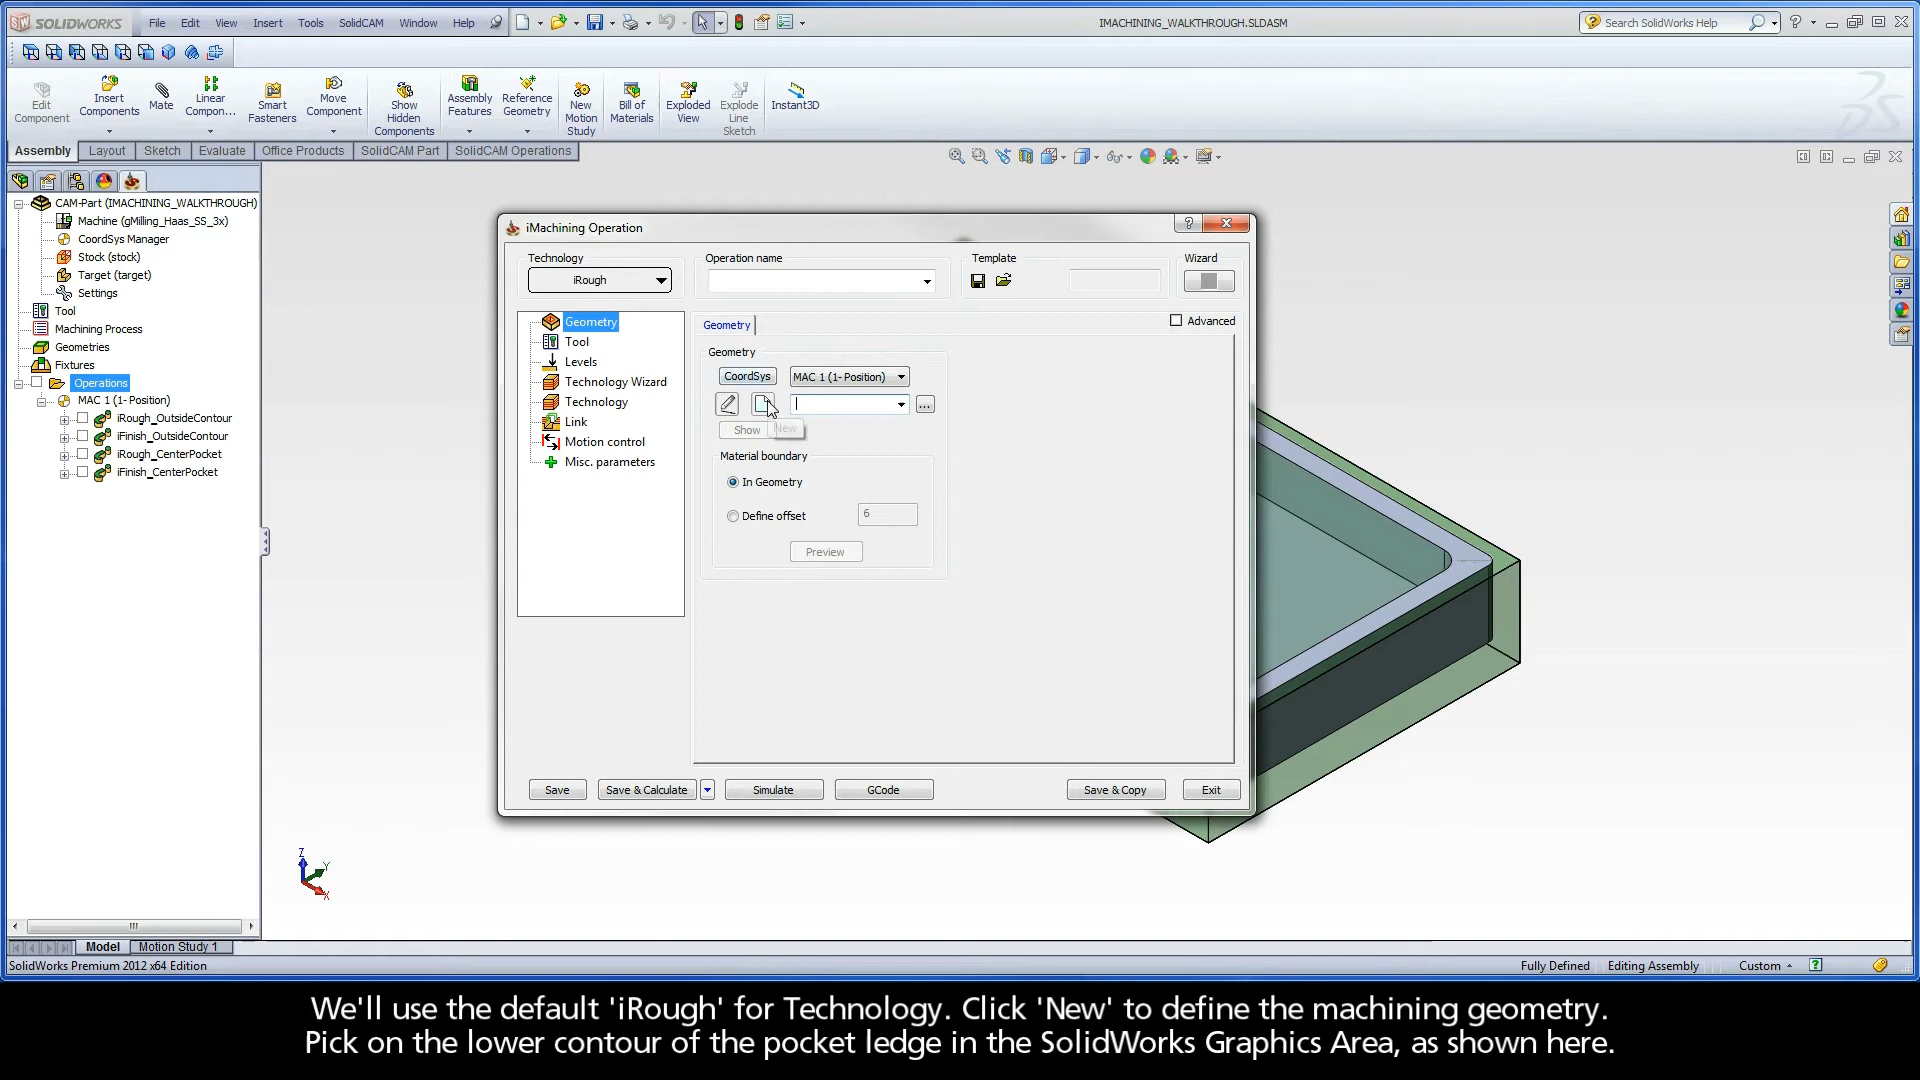 SOLIDWORKS File Edit View Insert Tools SolidCAM Window Help IMACHINING_WALKTHROUGH.SLDASM Search SolidWorks Help
Edit Component
Insert Components
Mate
Linear Compon...
Smart Fasteners
Move Component
Show Hidden Components
Assembly Features
Reference Geometry
New Motion Study
Bill of Materials
Exploded View
Explode Line Sketch
Instant3D
Assembly Layout Sketch Evaluate Office Products SolidCAM Part SolidCAM Operations
CAM-Part (IMACHINING_WALKTHROUGH)
Machine (gMilling_Haas_SS_3x)
CoordSys Manager
Stock (stock)
Target (target)
Settings
Tool
Machining Process
Geometries
Fixtures
Operations
MAC 1 (1- Position)
iRough_OutsideContour
iFinish_OutsideContour
iRough_CenterPocket
iFinish_CenterPocket
iMachining Operation
Technology Operation name Template Wizard
iRough
Geometry
Tool
Levels
Technology Wizard
Technology
Link
Motion control
Misc. parameters
Geometry Advanced
Geometry
CoordSys MAC 1 (1- Position)
...
Show New
Material boundary
In Geometry
Define offset 6
Preview
Save Save & Calculate Simulate GCode Save & Copy Exit
Z
Y
X
Model Motion Study 1
SolidWorks Premium 2012 x64 Edition Fully Defined Editing Assembly Custom
We'll use the default 'iRough' for Technology. Click 'New' to define the machining geometry.
Pick on the lower contour of the pocket ledge in the SolidWorks Graphics Area, as shown here.